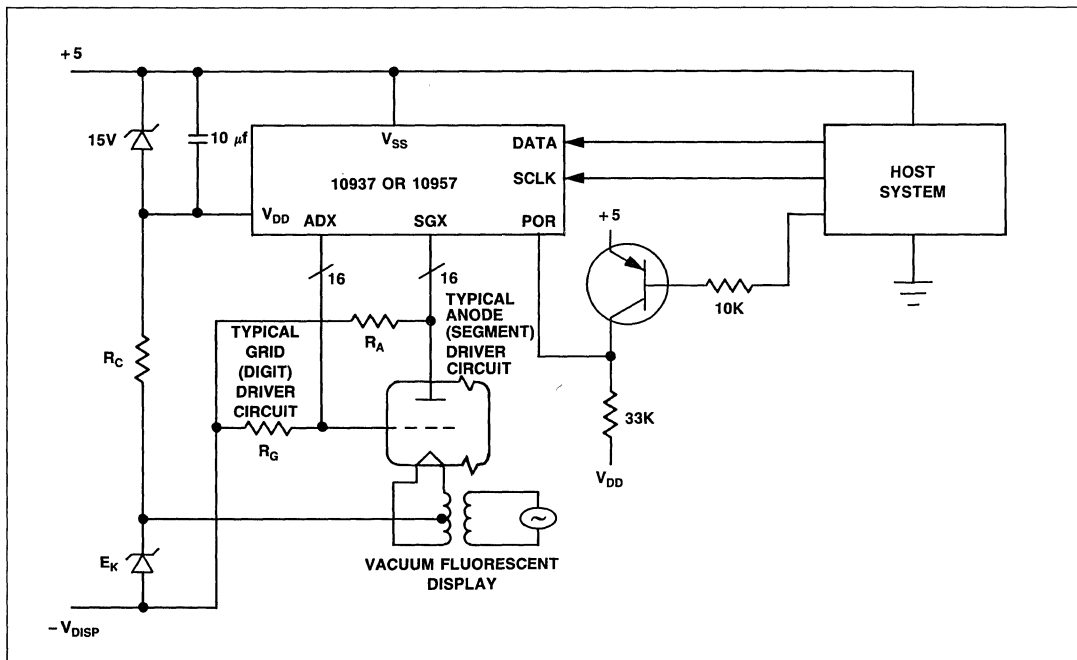 +5
15V
10 μf
VSS
DATA
10937 OR 10957
SCLK
VDD
ADX
SGX
POR
HOST
SYSTEM
+5
16
16
10K
TYPICAL
ANODE
(SEGMENT)
DRIVER
CIRCUIT
RA
TYPICAL
GRID
(DIGIT)
DRIVER
CIRCUIT
RC
RG
33K
VDD
~
EK
VACUUM FLUORESCENT
DISPLAY
−VDISP